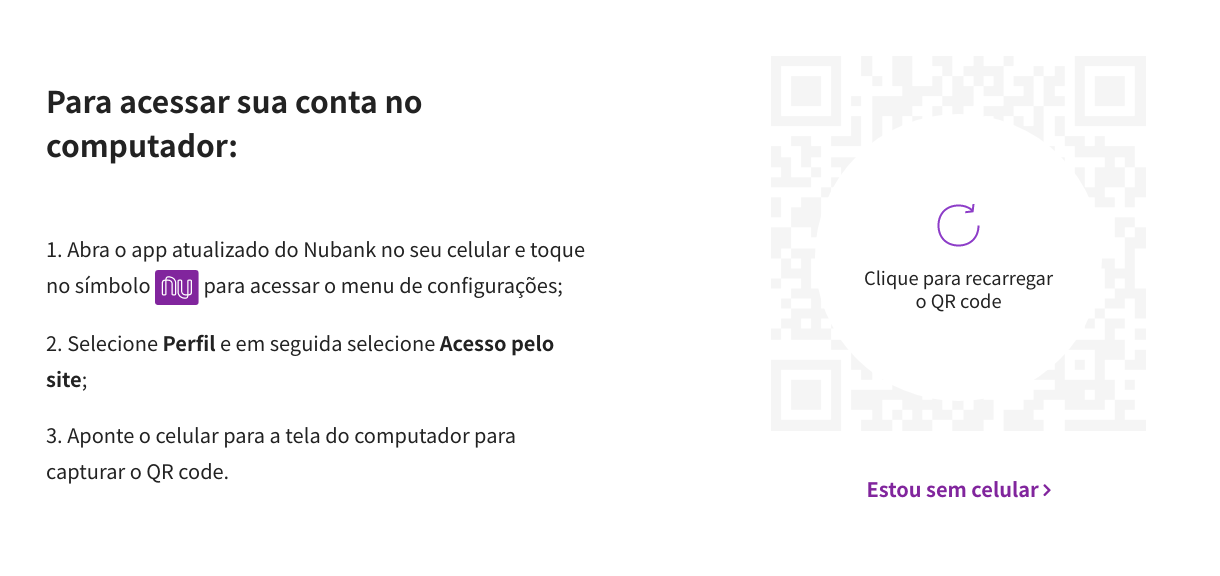 Para acessar sua conta no
computador:
1. Abra o app atualizado do Nubank no seu celular e toque
no símbolo nu para acessar o menu de configurações;
2. Selecione Perfil e em seguida selecione Acesso pelo
site;
3. Aponte o celular para a tela do computador para
capturar o QR code.
Clique para recarregar
o QR code
Estou sem celular >